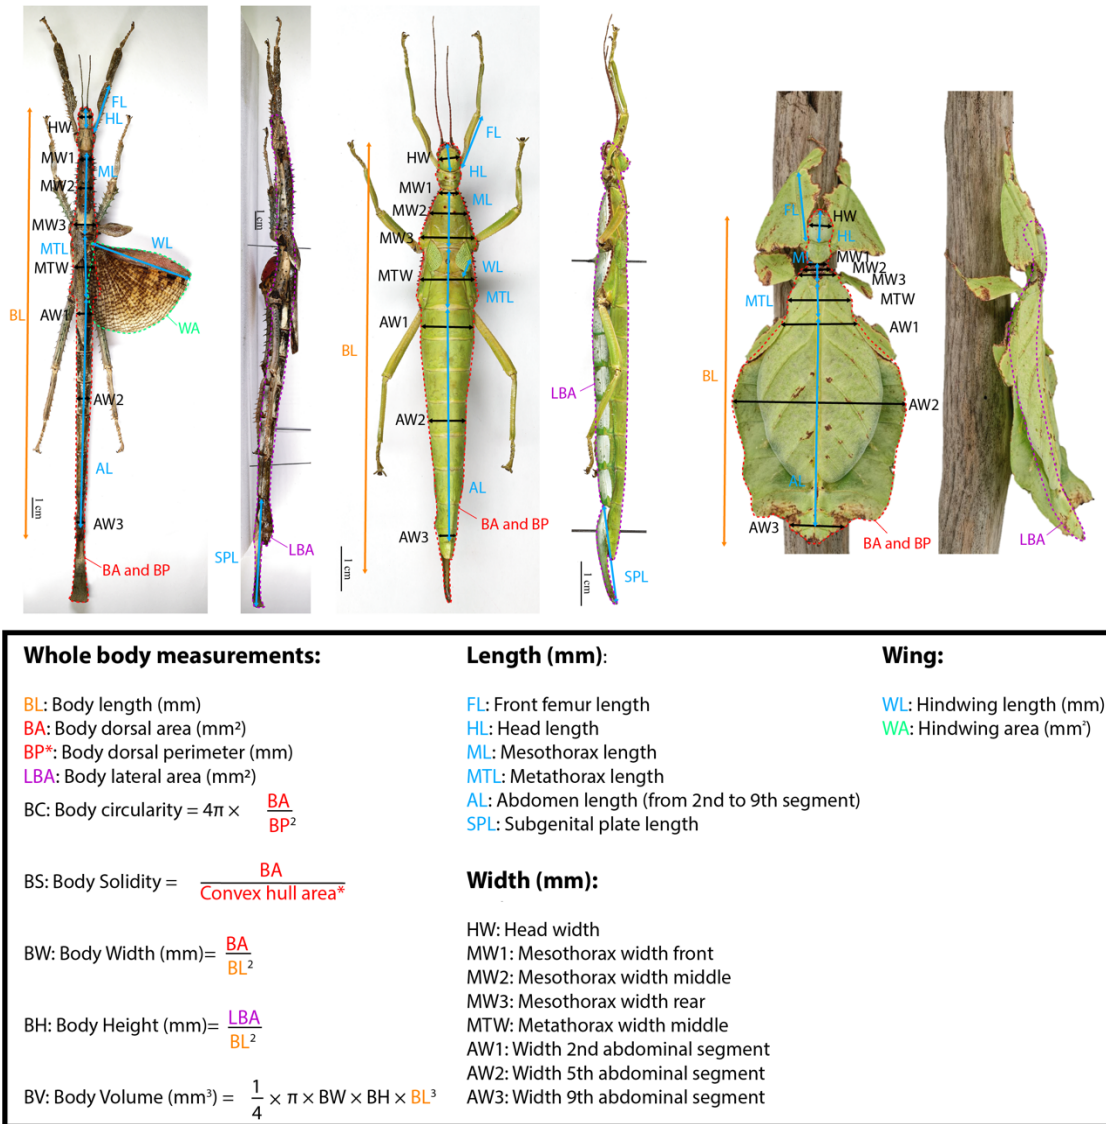 FL
HL
HW
MW1
ML
MW2
MW3
MTL
WL
MTW
BL
AW1
WA
AW2
AL
AW3
1 cm
BA and BP
1 cm
SPL
LBA
FL
HW
HL
MW1
ML
MW2
MW3
WL
MTW
MTL
AW1
BL
AW2
AL
BA and BP
AW3
1 cm
LBA
1 cm
SPL
FL
HW
HL
ML
MW1
MW2
MW3
MTL
MTW
AW1
BL
AW2
AL
AW3
BA and BP
LBA
Whole body measurements:
BL: Body length (mm)
BA: Body dorsal area (mm²)
BP*: Body dorsal perimeter (mm)
LBA: Body lateral area (mm²)
BC: Body circularity = 4π × BA
BP²
BS: Body Solidity = BA
Convex hull area*
BW: Body Width (mm)= BA
BL²
BH: Body Height (mm)= LBA
BL²
BV: Body Volume (mm³) = 1
4 × π × BW × BH × BL³
Length (mm):
FL: Front femur length
HL: Head length
ML: Mesothorax length
MTL: Metathorax length
AL: Abdomen length (from 2nd to 9th segment)
SPL: Subgenital plate length
Width (mm):
HW: Head width
MW1: Mesothorax width front
MW2: Mesothorax width middle
MW3: Mesothorax width rear
MTW: Metathorax width middle
AW1: Width 2nd abdominal segment
AW2: Width 5th abdominal segment
AW3: Width 9th abdominal segment
Wing:
WL: Hindwing length (mm)
WA: Hindwing area (mm²)